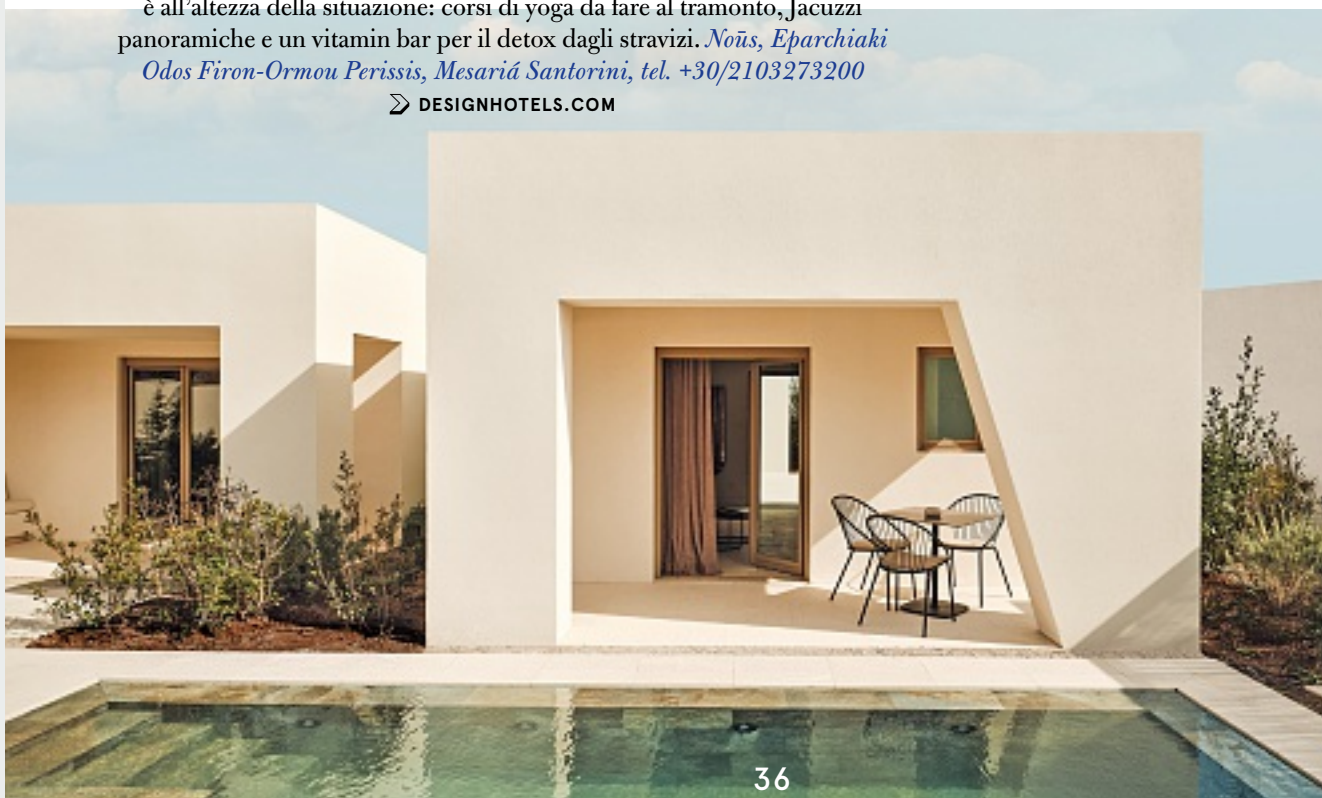 è all'altezza della situazione: corsi di yoga da fare al tramonto, Jacuzzi
panoramiche e un vitamin bar per il detox dagli stravizi. Noūs, Eparchiaki
Odos Firon-Ormou Perissis, Mesariá Santorini, tel. +30/2103273200
DESIGNHOTELS.COM
36